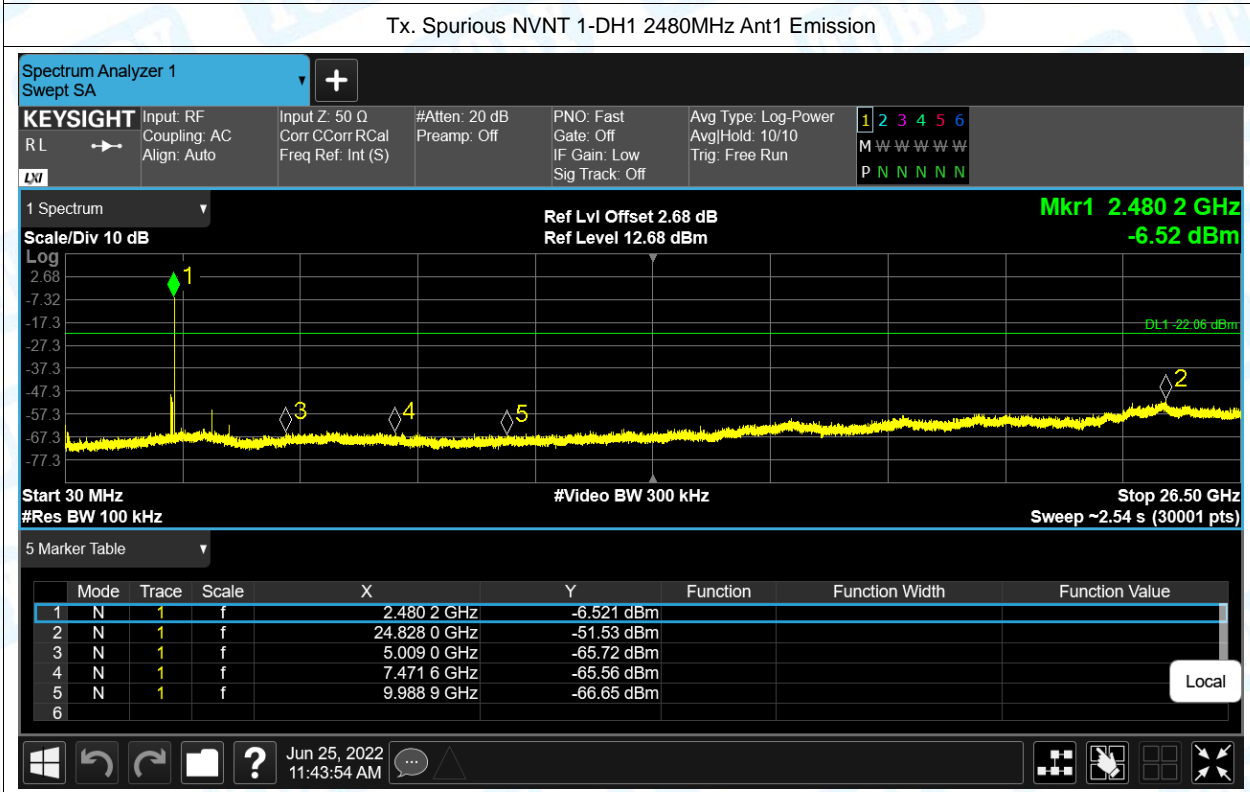 Tx. Spurious NVNT 1-DH1 2480MHz Ant1 Emission
Spectrum Analyzer 1
Swept SA
KEYSIGHT
RL
LXI
Input: RF
Coupling: AC
Align: Auto
Input Z: 50 Ω
Corr CCorr RCal
Freq Ref: Int (S)
#Atten: 20 dB
Preamp: Off
PNO: Fast
Gate: Off
IF Gain: Low
Sig Track: Off
Avg Type: Log-Power
Avg|Hold: 10/10
Trig: Free Run
1 2 3 4 5 6
M W W W W W
P N N N N N
1 Spectrum
Scale/Div 10 dB
Ref Lvl Offset 2.68 dB
Ref Level 12.68 dBm
Mkr1 2.480 2 GHz
-6.52 dBm
Log
2.68
-7.32
-17.3
-27.3
-37.3
-47.3
-57.3
-67.3
-77.3
1
DL1 -22.06 dBm
2
3
4
5
Start 30 MHz
#Res BW 100 kHz
#Video BW 300 kHz
Stop 26.50 GHz
Sweep ~2.54 s (30001 pts)
5 Marker Table
Mode Trace Scale X Y Function Function Width Function Value
1 N 1 f 2.480 2 GHz -6.521 dBm
2 N 1 f 24.828 0 GHz -51.53 dBm
3 N 1 f 5.009 0 GHz -65.72 dBm
4 N 1 f 7.471 6 GHz -65.56 dBm
5 N 1 f 9.988 9 GHz -66.65 dBm
6
Local
Jun 25, 2022
11:43:54 AM